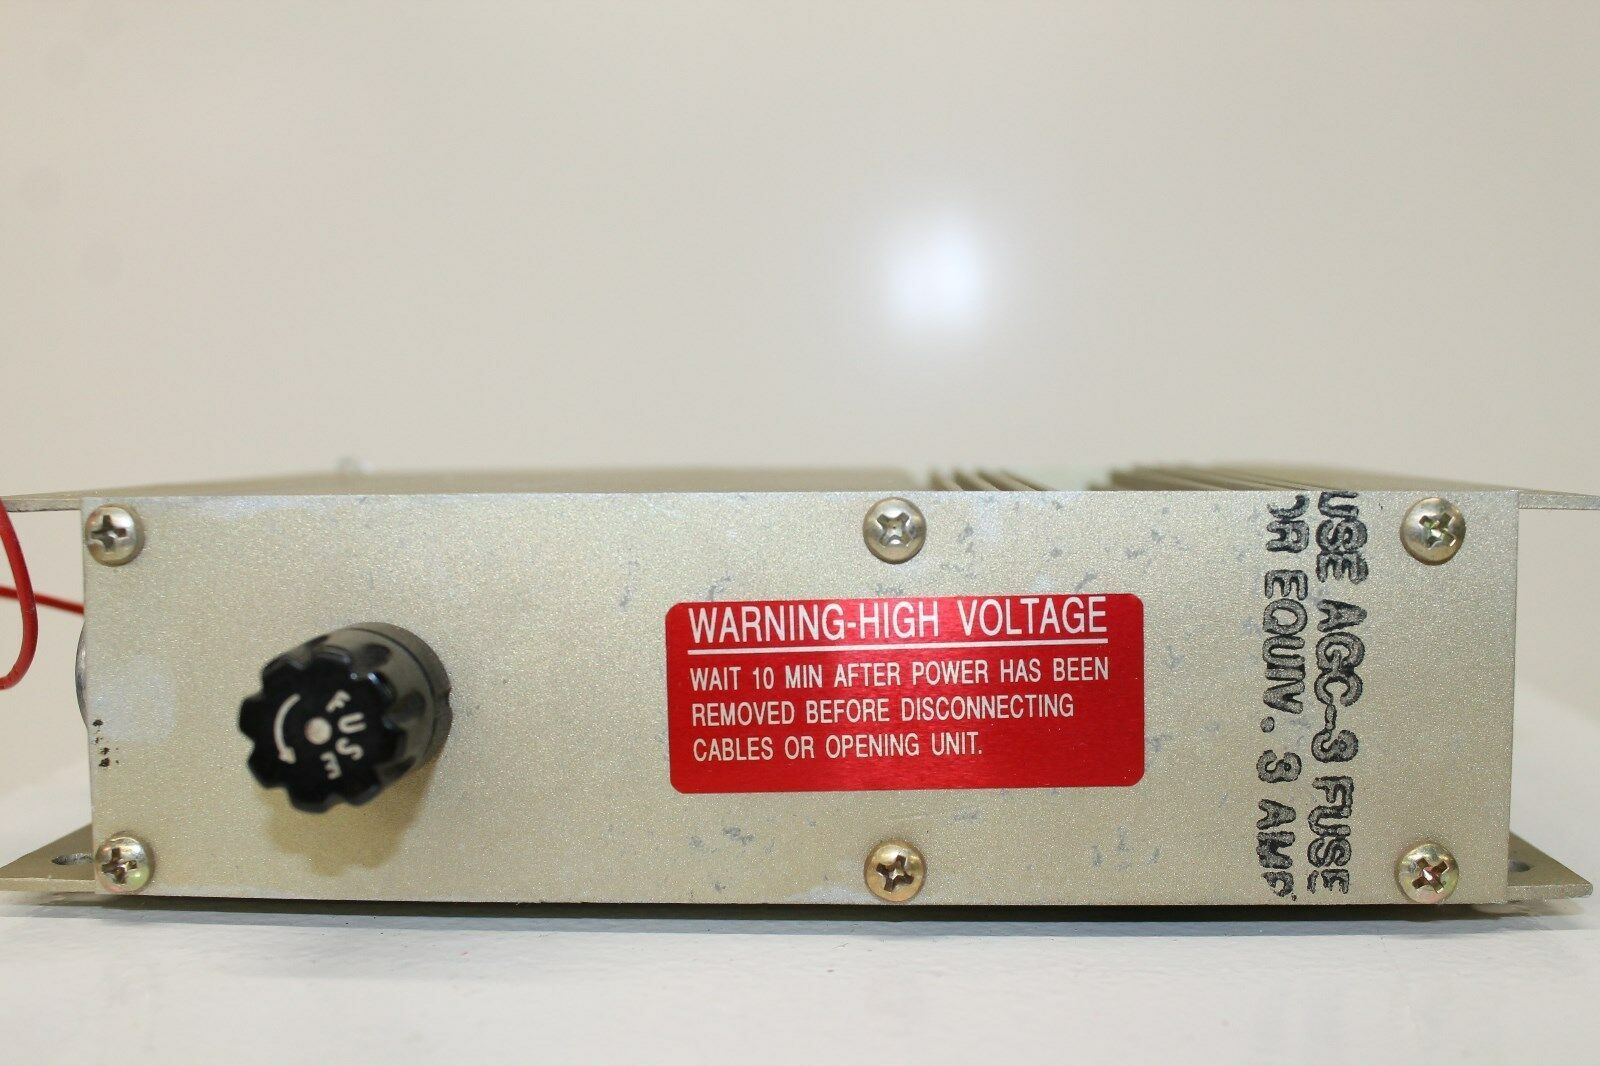 FUSE
WARNING-HIGH VOLTAGE
WAIT 10 MIN AFTER POWER HAS BEEN
REMOVED BEFORE DISCONNECTING
CABLES OR OPENING UNIT.
USE AGC-3 FUSE
OR EQUIV. 3 AMP